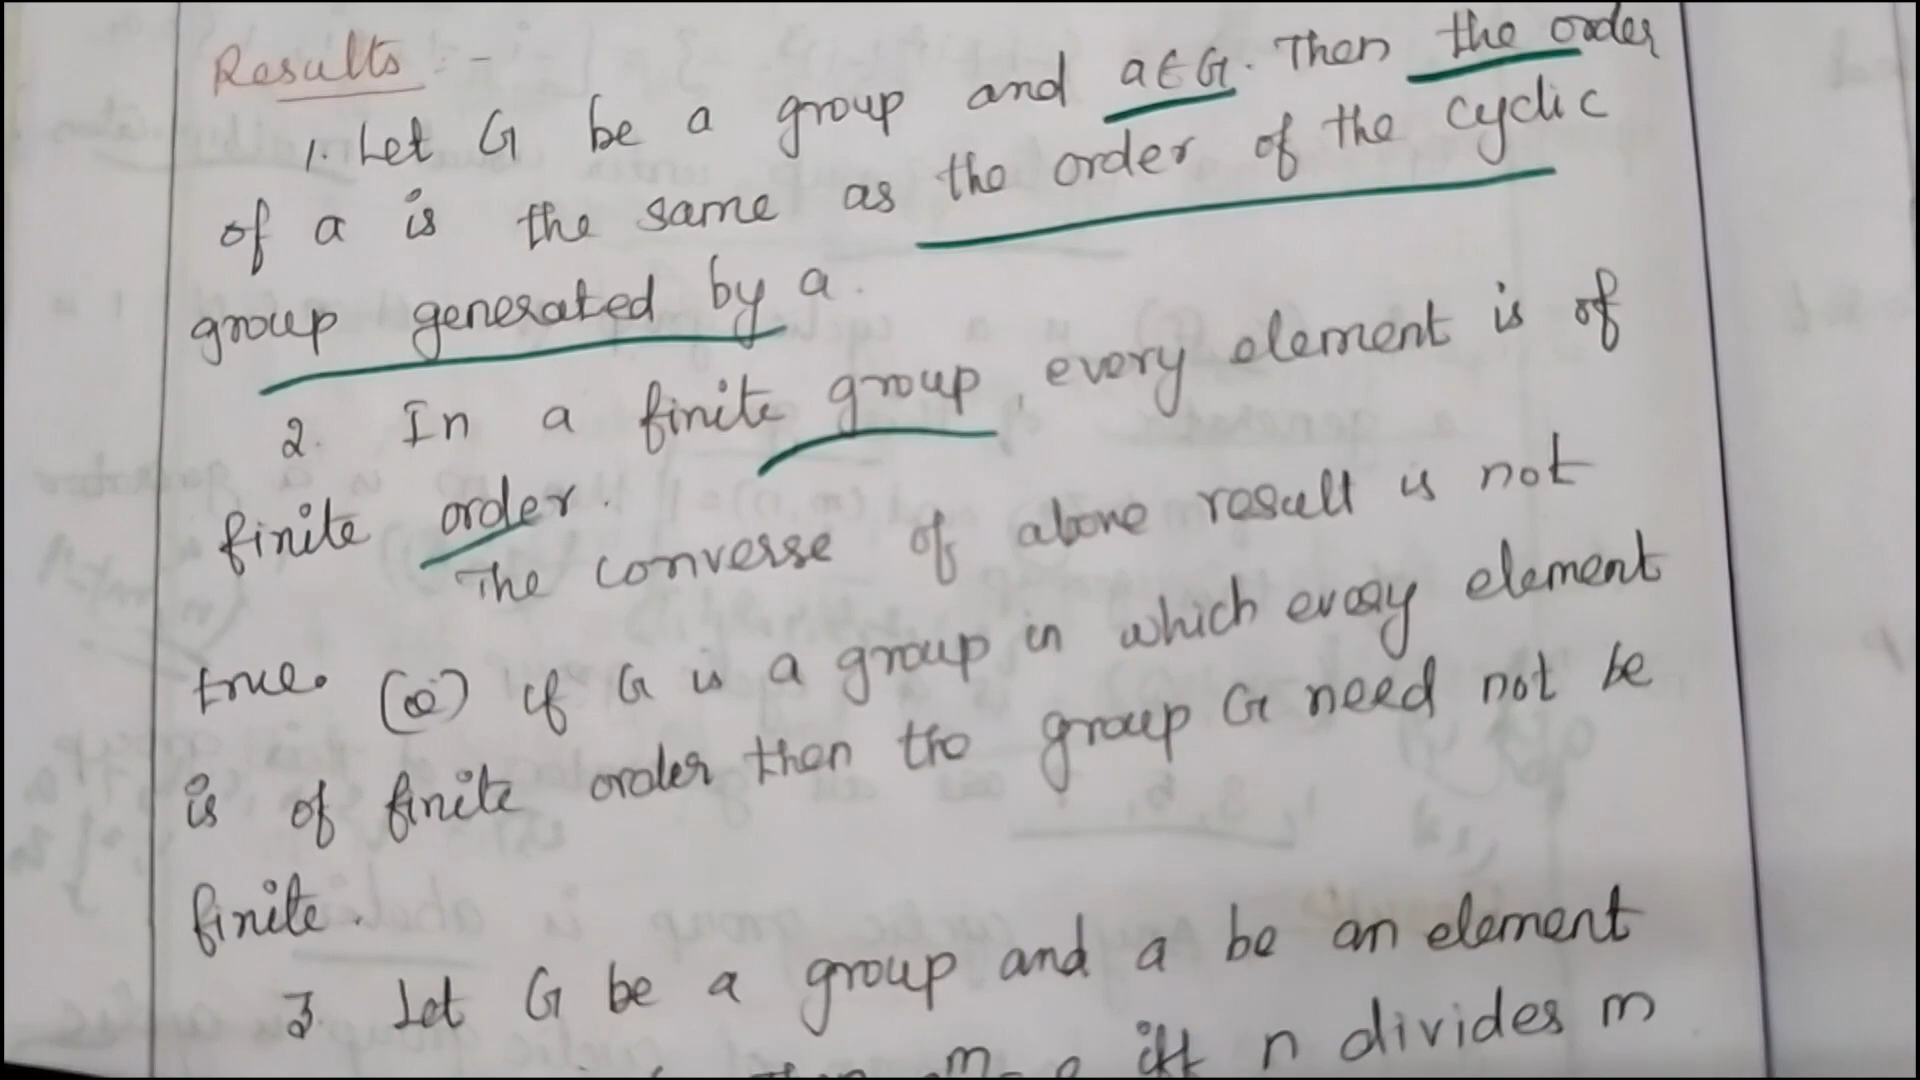 Results :-
1. Let G be a group and a∈G. Then the order
of a is the same as the order of the cyclic
group generated by a.
2. In a finite group, every element is of
finite order.
The converse of above result is not
true. (ie) if G is a group in which every element
is of finite order then the group G need not be
finite.
3. Let G be a group and a be an element
iff n divides m